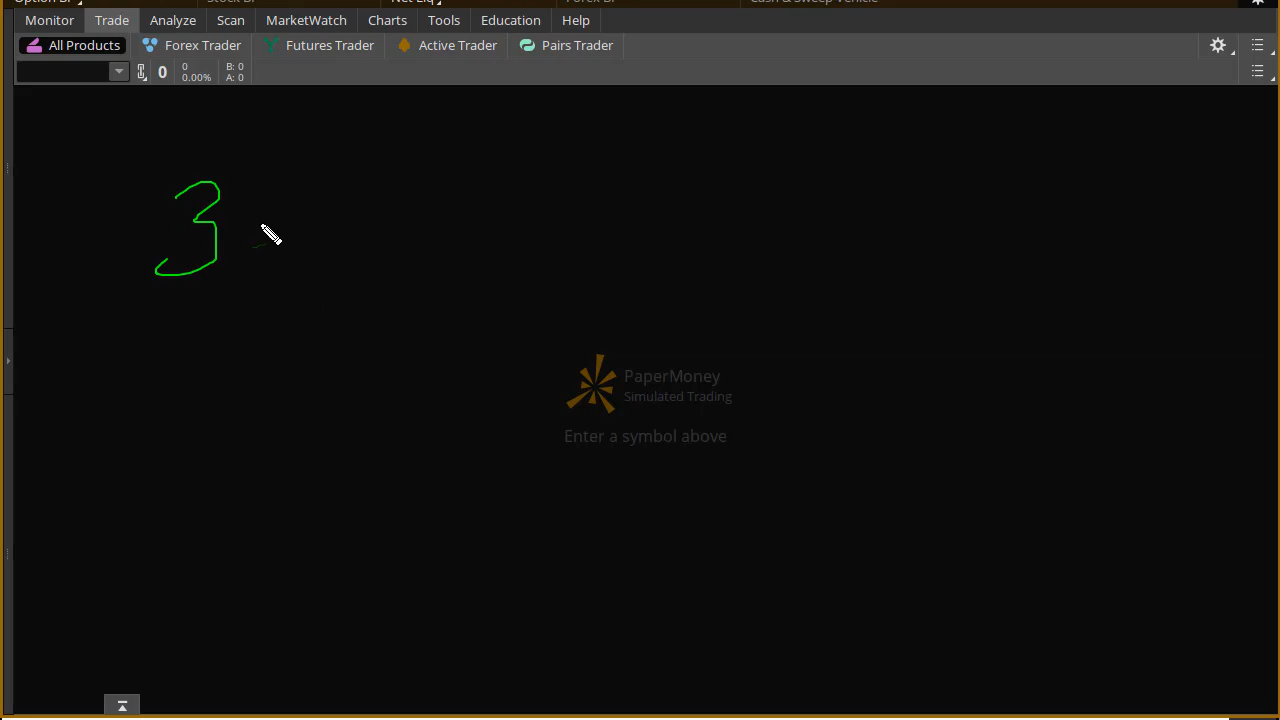 Monitor Trade Analyze Scan MarketWatch Charts Tools Education Help
All Products Forex Trader Futures Trader Active Trader Pairs Trader
0 0 B: 0
0.00% A: 0
3
PaperMoney
Simulated Trading
Enter a symbol above